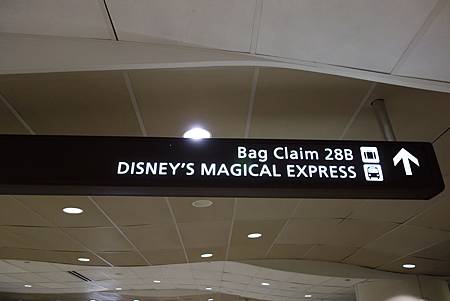 Bag Claim 28B
DISNEY'S MAGICAL EXPRESS